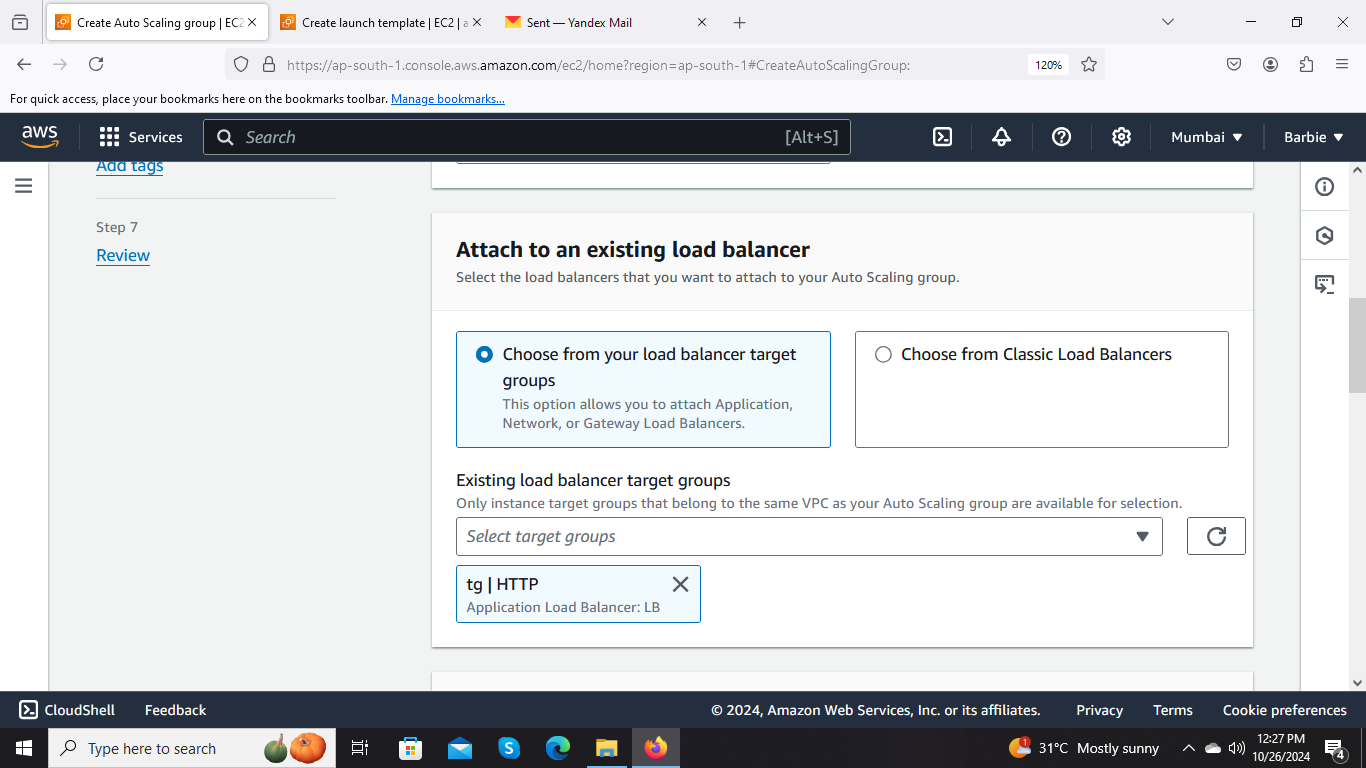 Create Auto Scaling group | EC2
Create launch template | EC2 | a
Sent — Yandex Mail
https://ap-south-1.console.aws.amazon.com/ec2/home?region=ap-south-1#CreateAutoScalingGroup:
120%
For quick access, place your bookmarks here on the bookmarks toolbar. Manage bookmarks...
aws
Services
Search
[Alt+S]
Mumbai
Barbie
Add tags
Step 7
Review
Attach to an existing load balancer
Select the load balancers that you want to attach to your Auto Scaling group.
Choose from your load balancer target
groups
This option allows you to attach Application,
Network, or Gateway Load Balancers.
Choose from Classic Load Balancers
Existing load balancer target groups
Only instance target groups that belong to the same VPC as your Auto Scaling group are available for selection.
Select target groups
tg | HTTP
Application Load Balancer: LB
CloudShell
Feedback
© 2024, Amazon Web Services, Inc. or its affiliates.
Privacy
Terms
Cookie preferences
Type here to search
1
31°C Mostly sunny
12:27 PM
10/26/2024
4